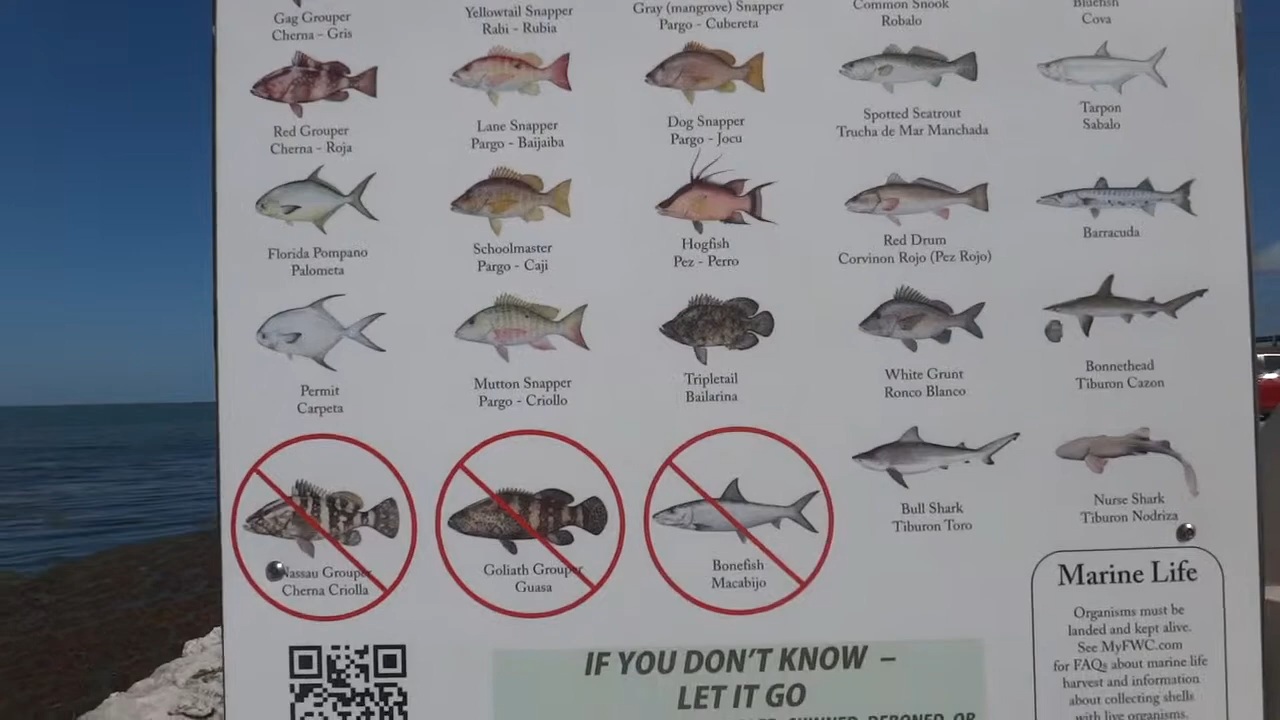 Gag Grouper
Cherna - Gris
Yellowtail Snapper
Rabi - Rubia
Gray (mangrove) Snapper
Pargo - Cubereta
Common Snook
Robalo
Bluefish
Cova
Red Grouper
Cherna - Roja
Lane Snapper
Pargo - Baijaiba
Dog Snapper
Pargo - Jocu
Spotted Seatrout
Trucha de Mar Manchada
Tarpon
Sabalo
Florida Pompano
Palometa
Schoolmaster
Pargo - Caji
Hogfish
Pez - Perro
Red Drum
Corvinon Rojo (Pez Rojo)
Barracuda
Permit
Carpeta
Mutton Snapper
Pargo - Criollo
Tripletail
Bailarina
White Grunt
Ronco Blanco
Bonnethead
Tiburon Cazon
Nassau Grouper
Cherna Criolla
Goliath Grouper
Guasa
Bonefish
Macabijo
Bull Shark
Tiburon Toro
Nurse Shark
Tiburon Nodriza
IF YOU DON'T KNOW –
LET IT GO
SKINNED, DEBONED OR
Marine Life
Organisms must be
landed and kept alive.
See MyFWC.com
for FAQs about marine life
harvest and information
about collecting shells
with live organisms.